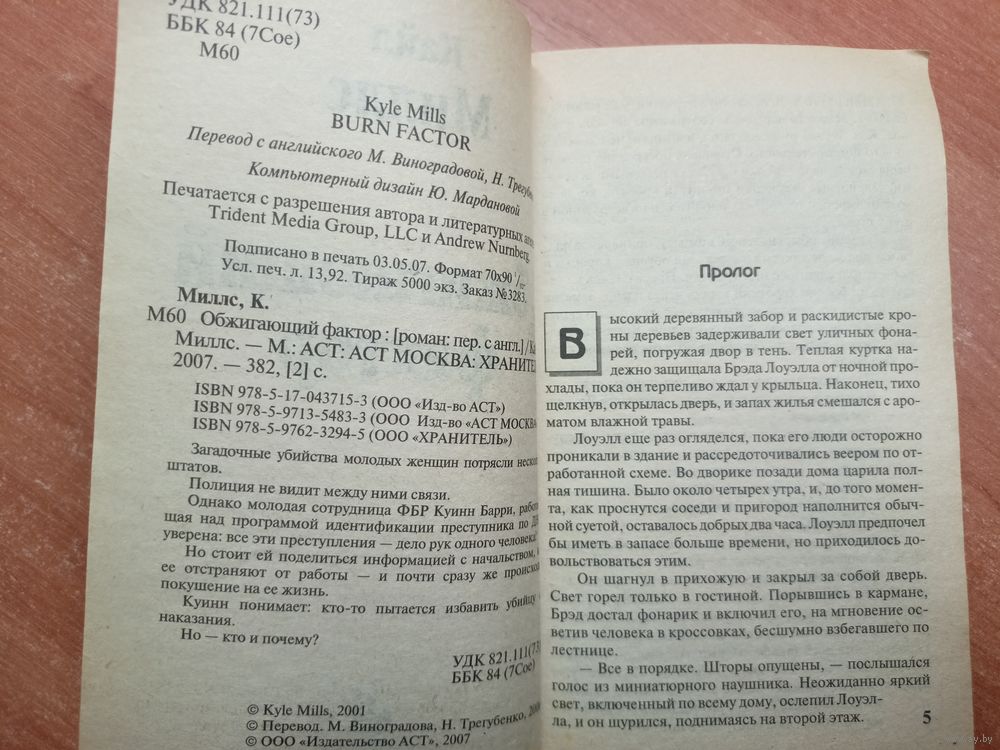 УДК 821.111(73)
ББК 84 (7Сое)
М60
Kyle Mills
BURN FACTOR
Перевод с английского М. Виноградовой, Н.
Компьютерный дизайн Ю. Мардановой
Печатается с разрешения автора и литературных
Trident Media Group, LLC и Andrew Nurnberg.
Подписано в печать 03.05.07. Формат 70х90
Усл. печ. л. 13,92. Тираж 5000 экз. Заказ № 3283.
Миллс, К.
М60 Обжигающий фактор : [роман: пер. с англ.] /
Миллс. — М.: АСТ: АСТ МОСКВА: ХРАНИТЕ
2007. — 382, [2] с.
ISBN 978-5-17-043715-3 (ООО «Изд-во АСТ»)
ISBN 978-5-9713-5483-3 (ООО Изд-во «АСТ МОСКВА
ISBN 978-5-9762-3294-5 (ООО «ХРАНИТЕЛЬ»)
Загадочные убийства молодых женщин потрясли
штатов.
Полиция не видит между ними связи.
Однако молодая сотрудница ФБР Куинн Барри, рабо
щая над программой идентификации преступника по
уверена: все эти преступления — дело рук одного человека
Но стоит ей поделиться информацией с начальством,
ее отстраняют от работы — и почти сразу же происхо
покушение на ее жизнь.
Куинн понимает: кто-то пытается избавить убийцу
наказания.
Но — кто и почему?
УДК 821.111(73)
ББК 84 (7Сое)
© Kyle Mills, 2001
© Перевод. М. Виноградова, Н. Трегубенко,
© ООО «Издательство АСТ», 2007
Пролог
Высокий деревянный забор и раскидистые кро-
ны деревьев задерживали свет уличных фона-
рей, погружая двор в тень. Теплая куртка на-
дежно защищала Брэда Лоуэлла от ночной про-
хлады, пока он терпеливо ждал у крыльца. Наконец, тихо
щелкнув, открылась дверь, и запах жилья смешался с аро-
матом влажной травы.
Лоуэлл еще раз огляделся, пока его люди осторожно
проникали в здание и рассредоточивались веером по от-
работанной схеме. Во дворике позади дома царила пол-
ная тишина. Было около четырех утра, и, до того момен-
та, как проснутся соседи и пригород наполнится обыч-
ной суетой, оставалось добрых два часа. Лоуэлл предпочел
бы иметь в запасе больше времени, но приходилось до-
вольствоваться этим.
Он шагнул в прихожую и закрыл за собой дверь.
Свет горел только в гостиной. Порывшись в кармане,
Брэд достал фонарик и включил его, на мгновение ос-
ветив человека в кроссовках, бесшумно взбегавшего по
лестнице.
— Все в порядке. Шторы опущены, — послышался
голос из миниатюрного наушника. Неожиданно яркий
свет, включенный по всему дому, ослепил Лоуэл-
ла, и он щурился, поднимаясь на второй этаж.
5